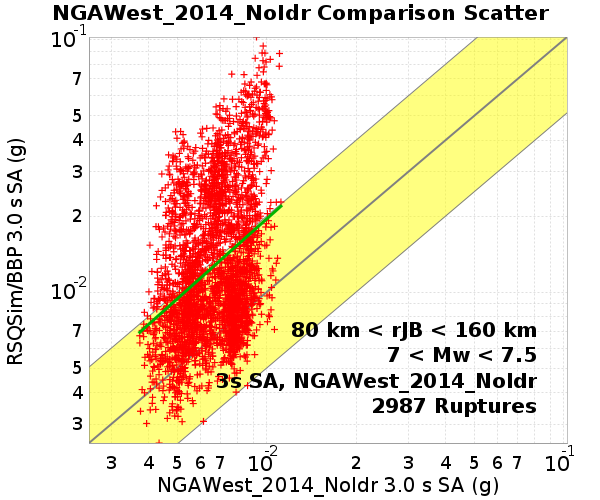 NGAWest_2014_NoIdr Comparison Scatter
10-1
7
5
4
3
2
10-2
7
5
4
3
RSQSim/BBP 3.0 s SA (g)
80 km < rJB < 160 km
7 < Mw < 7.5
3s SA, NGAWest_2014_NoIdr
2987 Ruptures
3 4 5 6 7 10-2 2 3 4 5 6 7 10-1
NGAWest_2014_NoIdr 3.0 s SA (g)